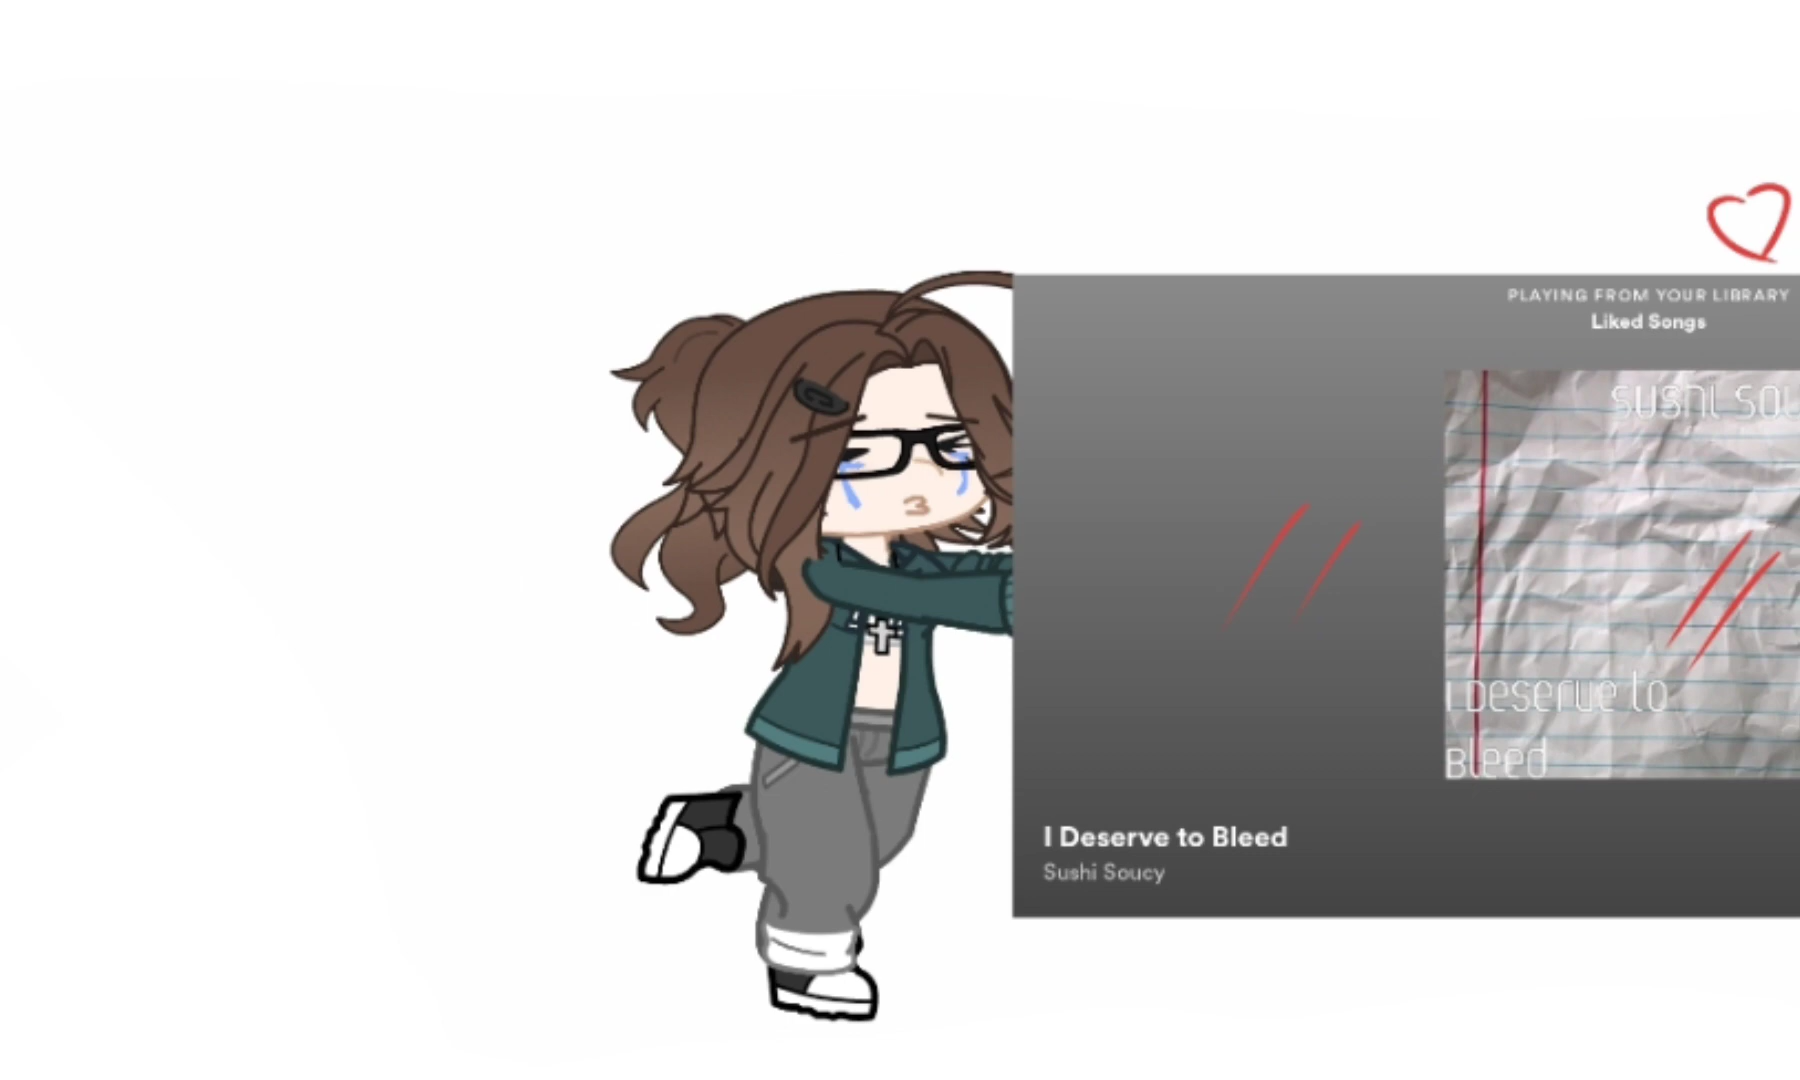 PLAYING FROM YOUR LIBRARY
Liked Songs
SUSHI SOU
I DESERVE to
Bleed
I Deserve to Bleed
Sushi Soucy